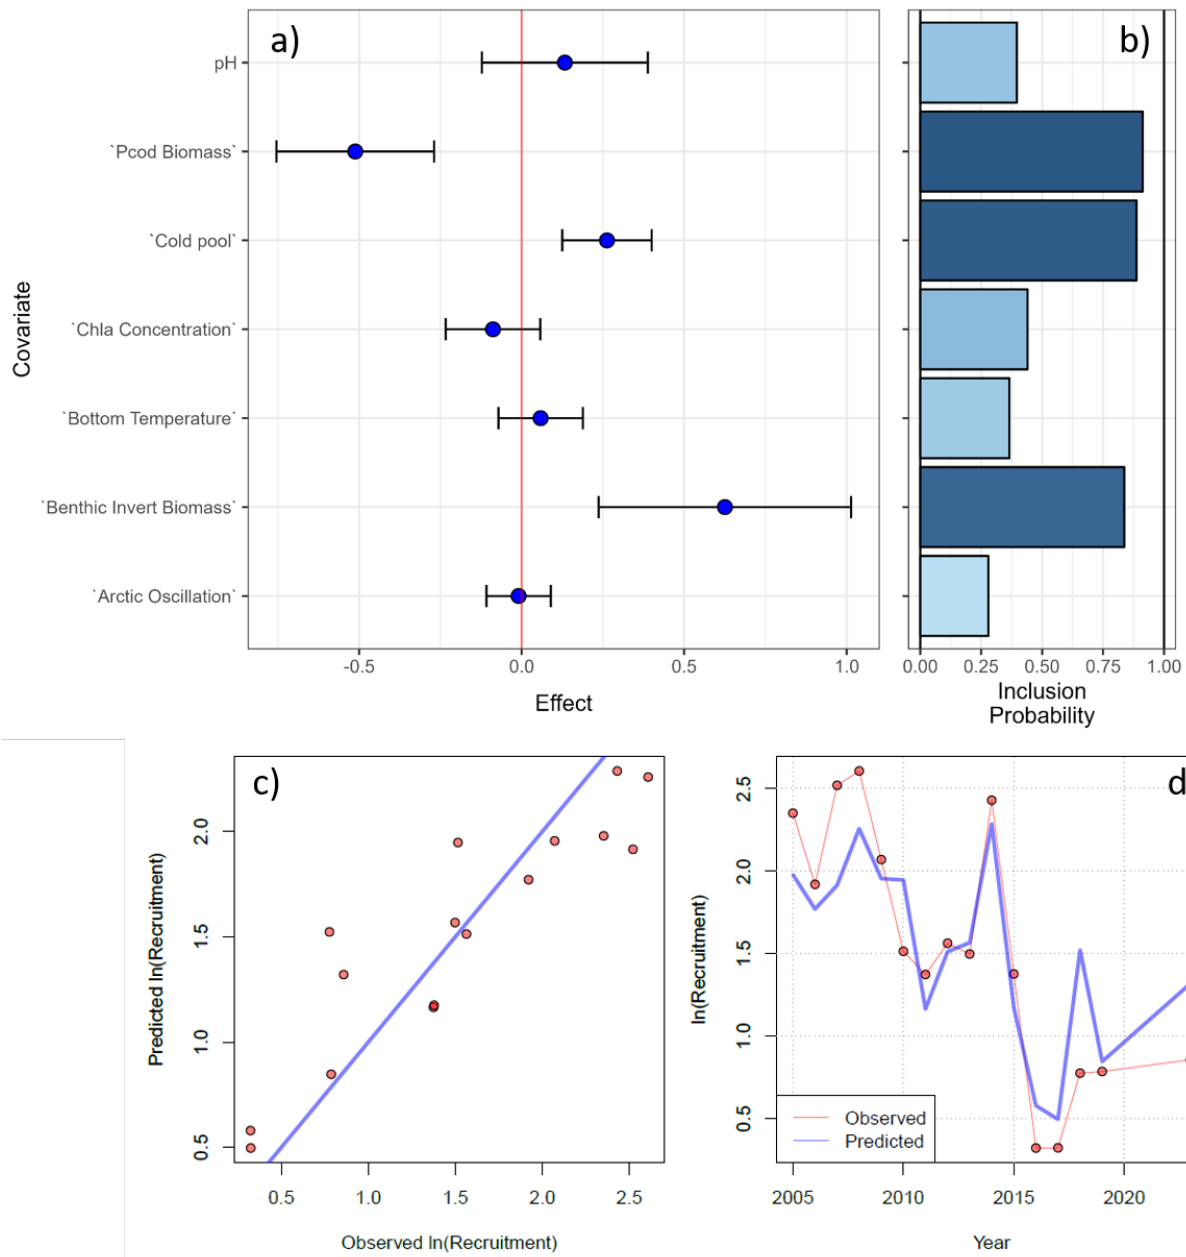 a)
b)
Covariate
pH
`Pcod Biomass`
`Cold pool`
`Chla Concentration`
`Bottom Temperature`
`Benthic Invert Biomass`
`Arctic Oscillation`
-0.5 0.0 0.5 1.0
Effect
0.00 0.25 0.50 0.75 1.00
Inclusion
Probability
c)
Predicted ln(Recruitment)
2.0
1.5
1.0
0.5
0.5 1.0 1.5 2.0 2.5
Observed ln(Recruitment)
d
ln(Recruitment)
2.5
2.0
1.5
1.0
0.5
Observed
Predicted
2005 2010 2015 2020
Year